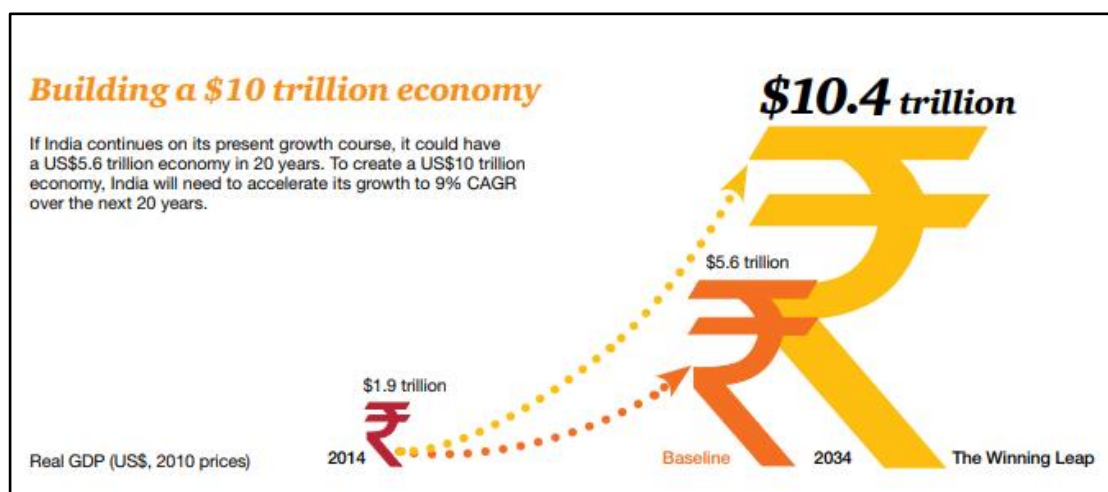 Building a $10 trillion economy
$10.4 trillion
If India continues on its present growth course, it could have
a US$5.6 trillion economy in 20 years. To create a US$10 trillion
economy, India will need to accelerate its growth to 9% CAGR
over the next 20 years.
$5.6 trillion
$1.9 trillion
Real GDP (US$, 2010 prices)
2014
Baseline
2034
The Winning Leap